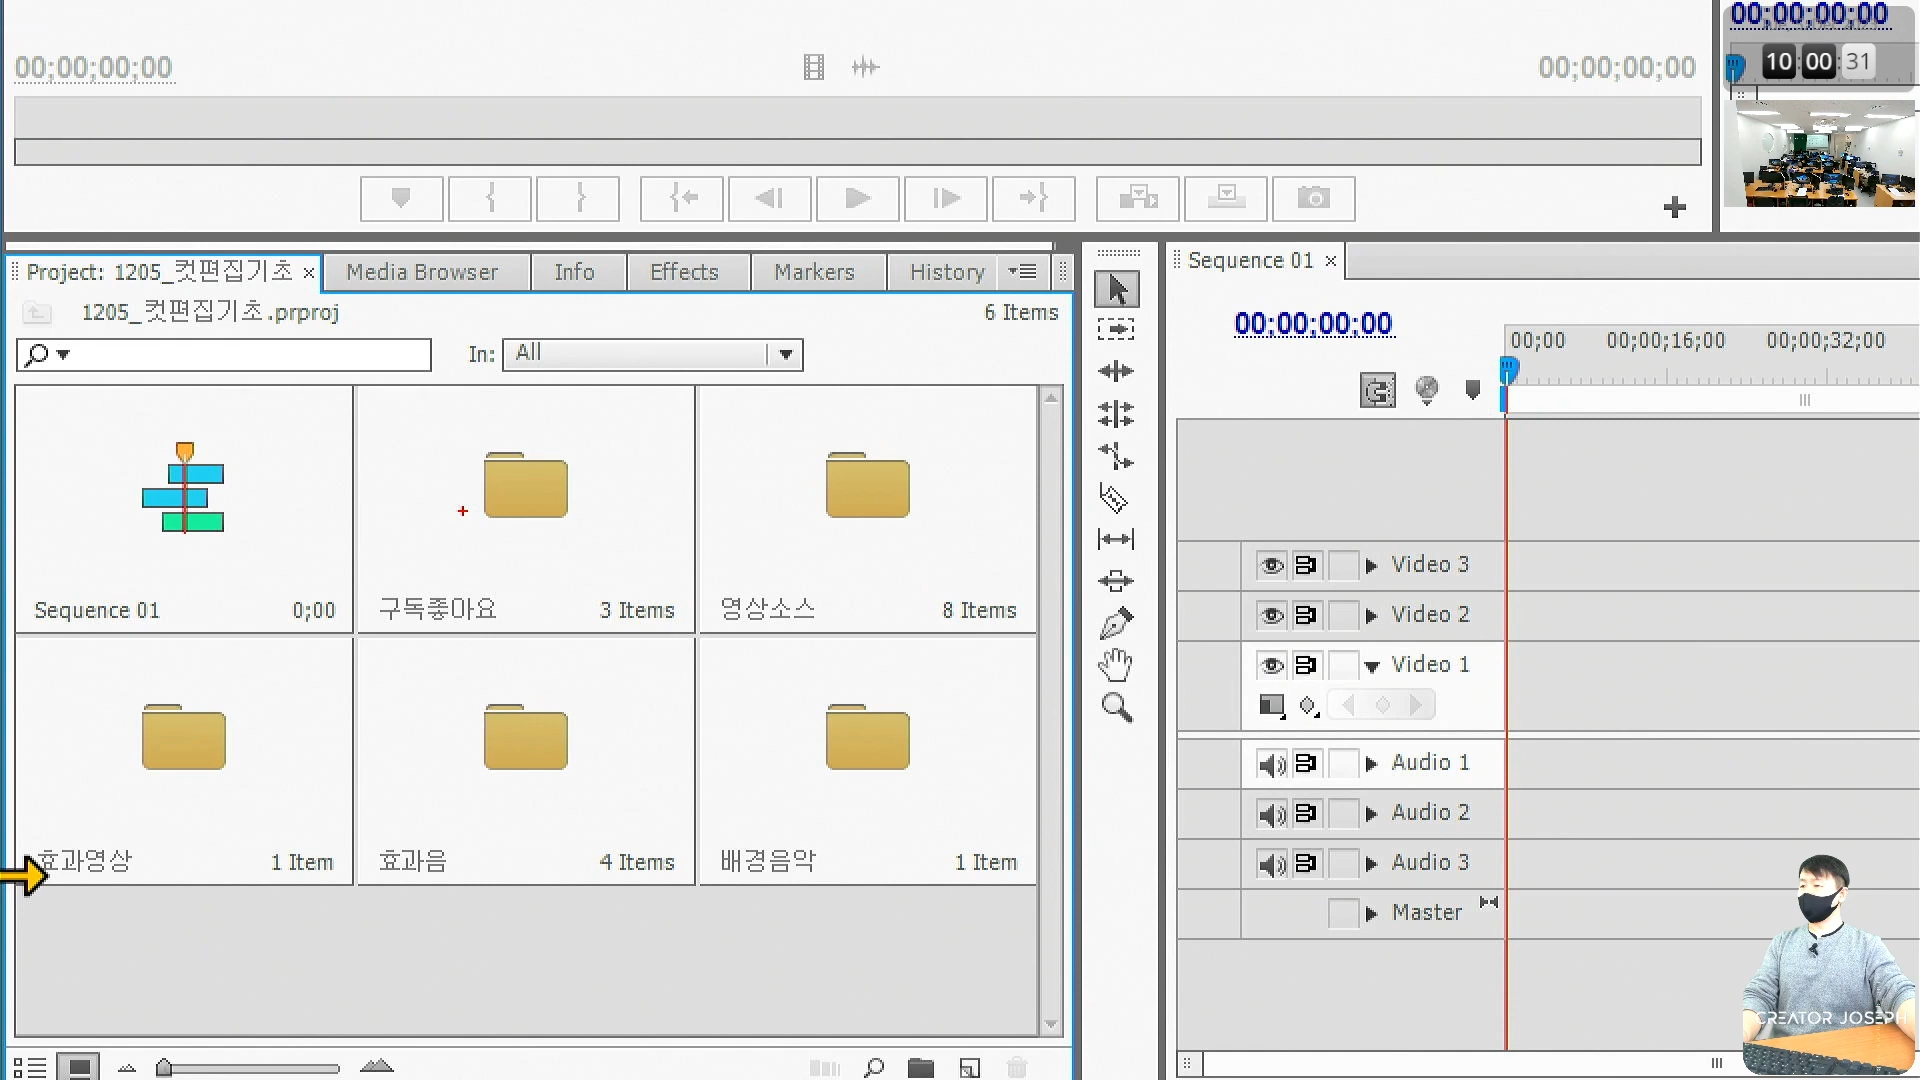 00;00;00;00
00;00;00;00
00;00;00;00
10:00:31
Project: 1205_컷편집기초 ×
Media Browser
Info
Effects
Markers
History
1205_컷편집기초.prproj
6 Items
In: All
Sequence 01 0;00
구독좋아요 3 Items
영상소스 8 Items
효과영상 1 Item
효과음 4 Items
배경음악 1 Item
Sequence 01 ×
00;00;00;00
00;00
00;00;16;00
00;00;32;00
Video 3
Video 2
Video 1
Audio 1
Audio 2
Audio 3
Master
CREATOR JOSEPH